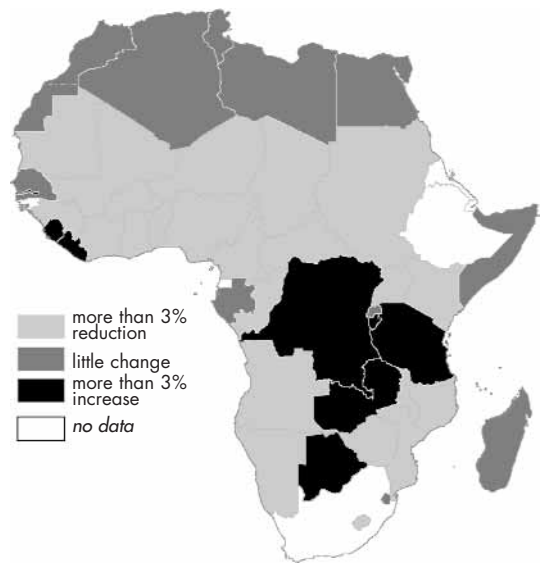 more than 3%
reduction
little change
more than 3%
increase
no data